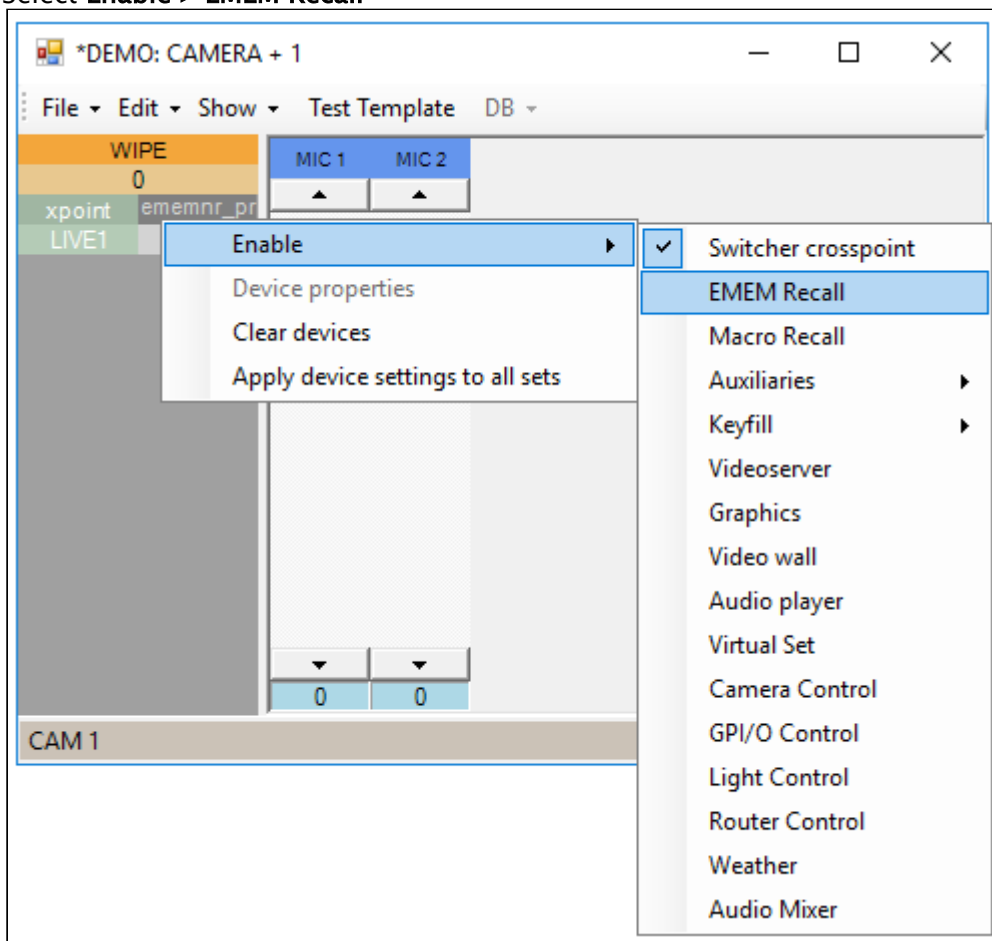 Select Enable > EMEM Recall
*DEMO: CAMERA + 1
File Edit Show Test Template DB
WIPE
0
xpoint ememnr_pr
LIVE1
MIC 1 MIC 2
Enable
Device properties
Clear devices
Apply device settings to all sets
Switcher crosspoint
EMEM Recall
Macro Recall
Auxiliaries
Keyfill
Videoserver
Graphics
Video wall
Audio player
Virtual Set
Camera Control
GPI/O Control
Light Control
Router Control
Weather
Audio Mixer
0 0
CAM 1